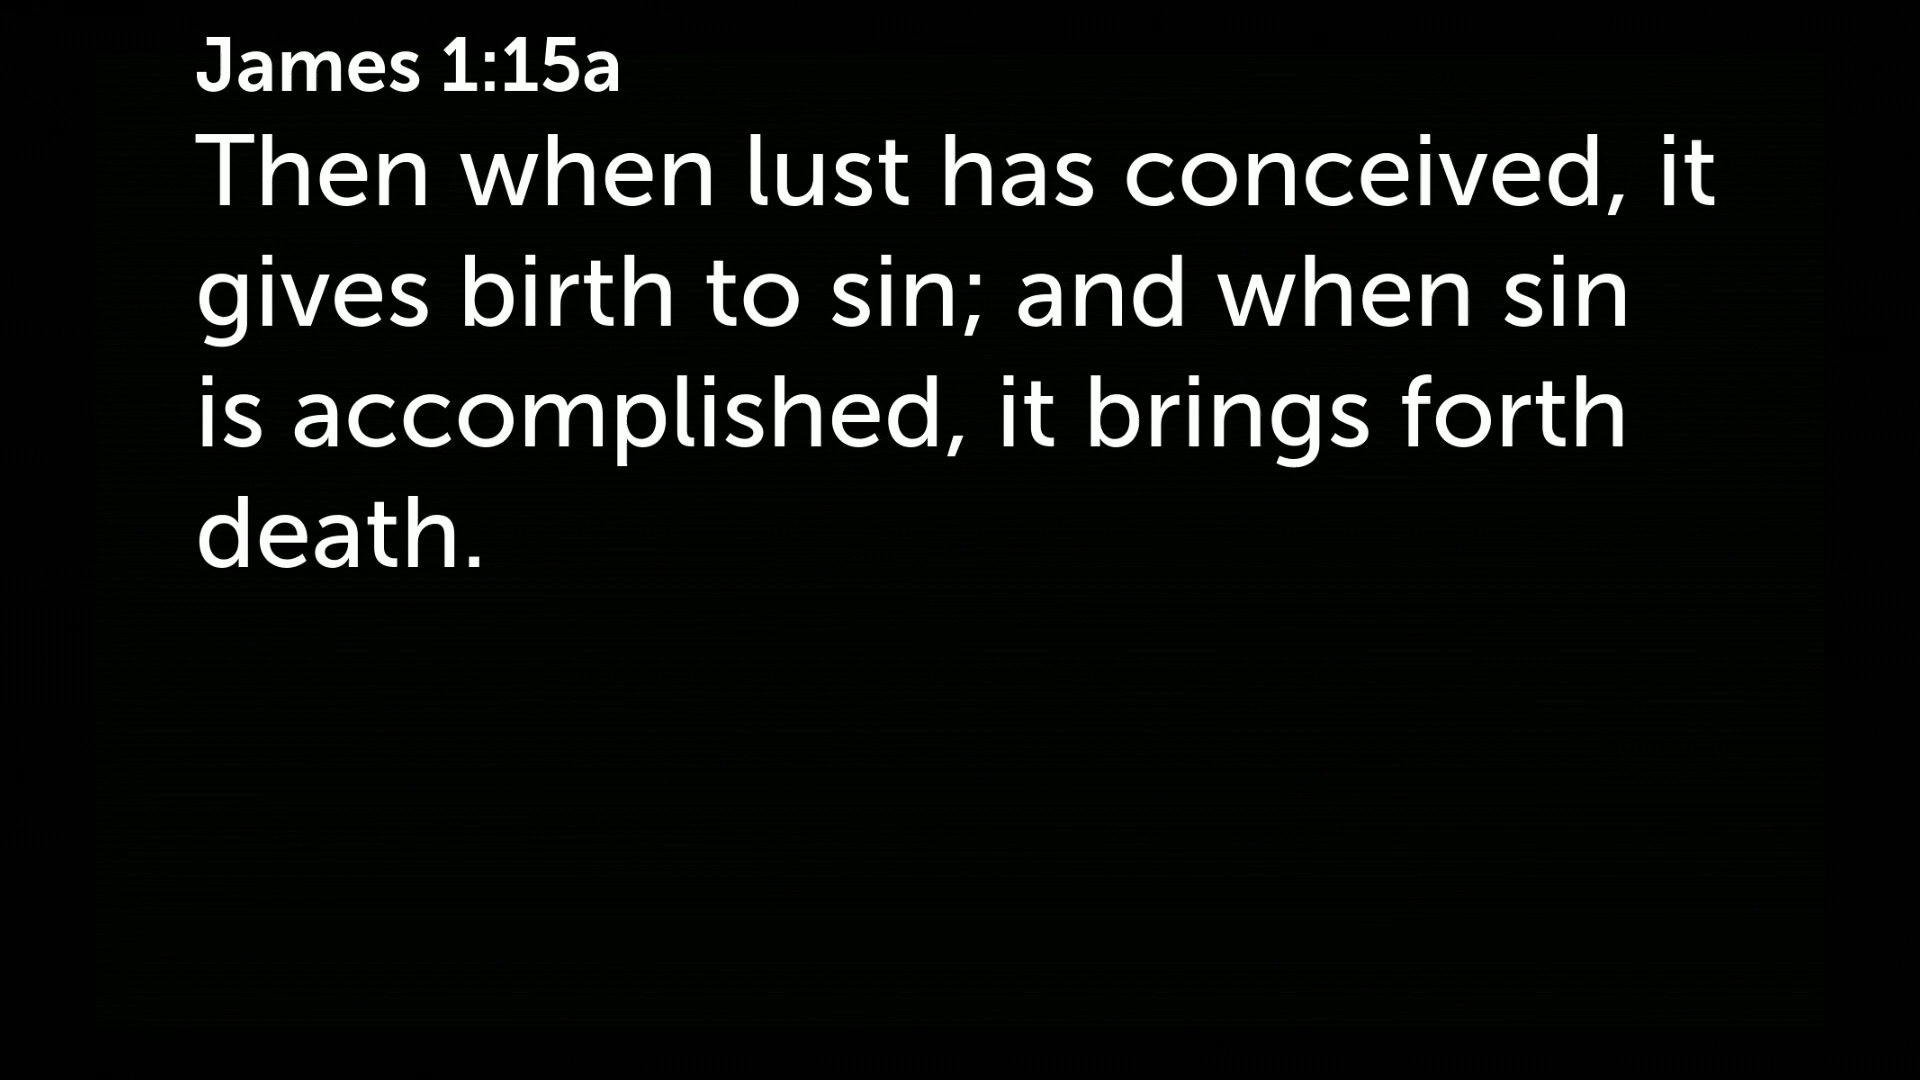 James 1:15a
Then when lust has conceived, it
gives birth to sin; and when sin
is accomplished, it brings forth
death.